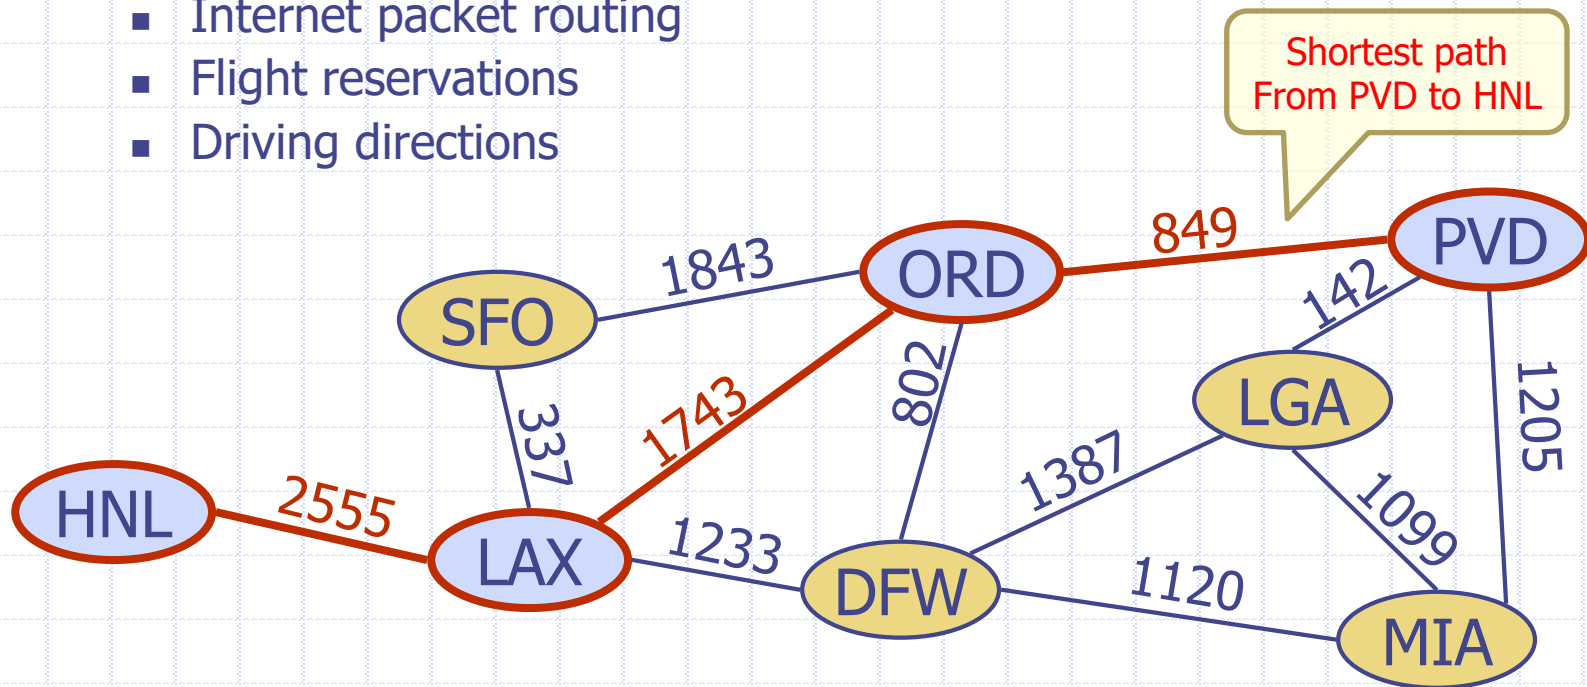 ■ Internet packet routing
■ Flight reservations
■ Driving directions
Shortest path
From PVD to HNL
849
PVD
1843
ORD
142
SFO
802
LGA
1205
1743
337
1387
HNL
2555
1099
LAX
1233
DFW
1120
MIA